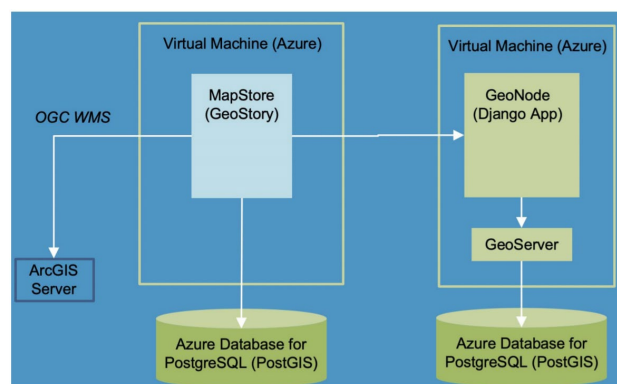 Virtual Machine (Azure)
MapStore
(GeoStory)
OGC WMS
ArcGIS
Server
Azure Database for
PostgreSQL (PostGIS)
Virtual Machine (Azure)
GeoNode
(Django App)
GeoServer
Azure Database for
PostgreSQL (PostGIS)